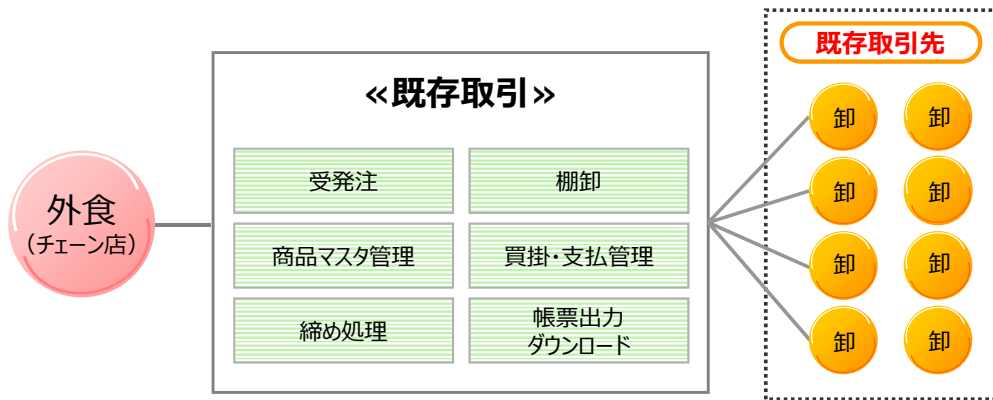 外食
(チェーン店)
≪既存取引≫
受発注
棚卸
商品マスタ管理
買掛・支払管理
締め処理
帳票出力
ダウンロード
既存取引先
卸
卸
卸
卸
卸
卸
卸
卸